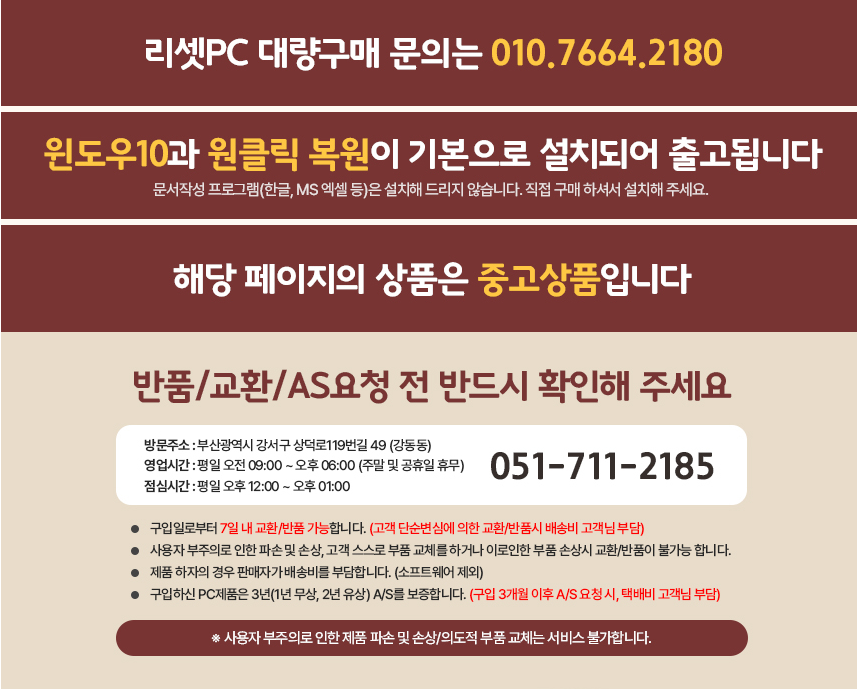 리셋PC 대량구매 문의는 010.7664.2180
윈도우10과 원클릭 복원이 기본으로 설치되어 출고됩니다
문서작성 프로그램(한글, MS 엑셀 등)은 설치해 드리지 않습니다. 직접 구매 하셔서 설치해 주세요.
해당 페이지의 상품은 중고상품입니다
반품/교환/AS요청 전 반드시 확인해 주세요
방문주소 : 부산광역시 강서구 상덕로119번길 49 (강동동)
영업시간 : 평일 오전 09:00 ~ 오후 06:00 (주말 및 공휴일 휴무)
점심시간 : 평일 오후 12:00 ~ 오후 01:00
051-711-2185
● 구입일로부터 7일 내 교환/반품 가능합니다. (고객 단순변심에 의한 교환/반품시 배송비 고객님 부담)
● 사용자 부주의로 인한 파손 및 손상, 고객 스스로 부품 교체를 하거나 이로인한 부품 손상시 교환/반품이 불가능 합니다.
● 제품 하자의 경우 판매자가 배송비를 부담합니다. (소프트웨어 제외)
● 구입하신 PC제품은 3년(1년 무상, 2년 유상) A/S를 보증합니다. (구입 3개월 이후 A/S 요청 시, 택배비 고객님 부담)
※ 사용자 부주의로 인한 제품 파손 및 손상/의도적 부품 교체는 서비스 불가합니다.